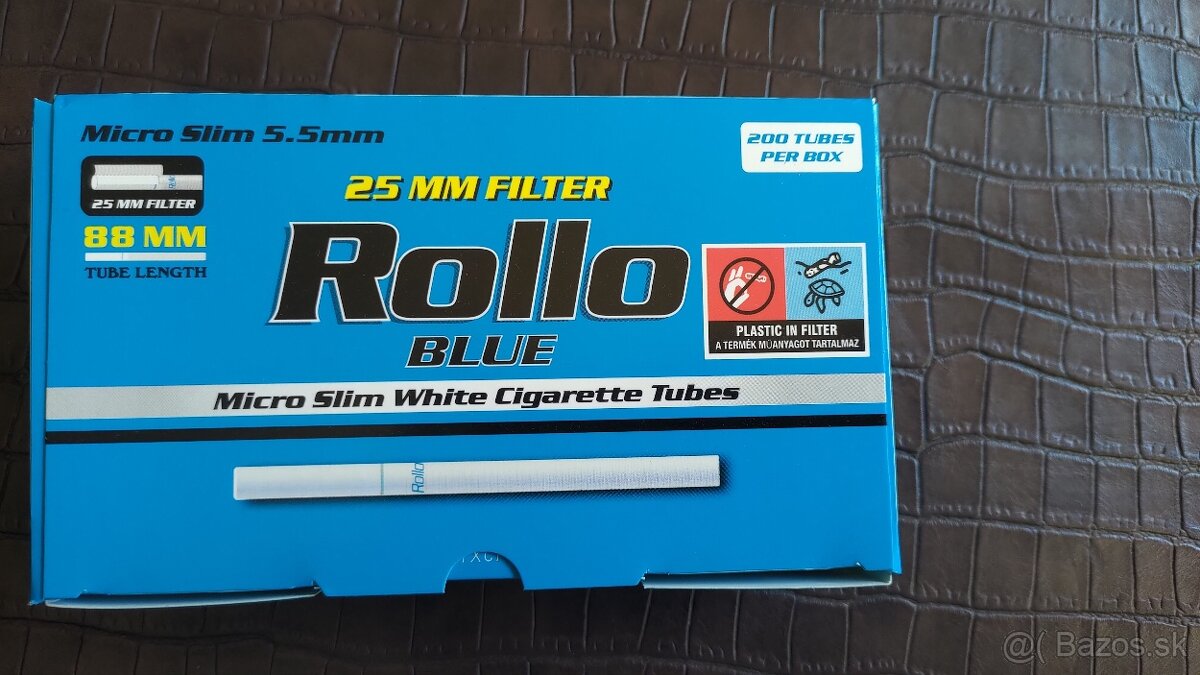 Micro Slim 5.5mm
200 TUBES
PER BOX
Rollo
25 MM FILTER
25 MM FILTER
88 MM
TUBE LENGTH
Rollo
BLUE
PLASTIC IN FILTER
A TERMÉK MŰANYAGOT TARTALMAZ
Micro Slim White Cigarette Tubes
Rollo
@( Bazos.sk